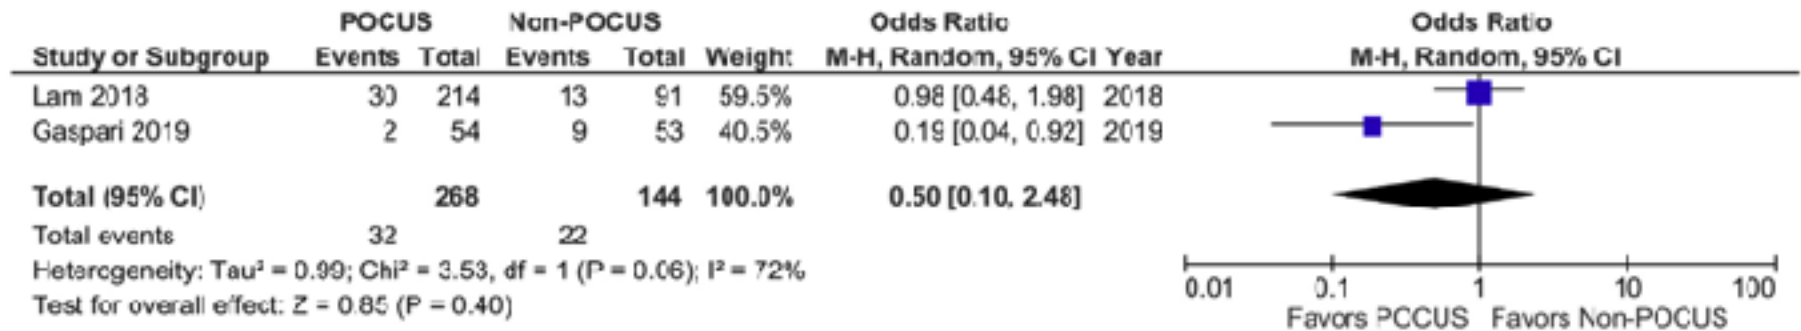 POCUS Non-POCUS Odds Ratio Odds Ratio
Study or Subgroup Events Total Events Total Weight M-H, Random, 95% CI Year M-H, Random, 95% CI
Lam 2018 30 214 13 91 59.5% 0.98 [0.48, 1.98] 2018
Gaspari 2019 2 54 9 53 40.5% 0.19 [0.04, 0.92] 2019
Total (95% CI) 268 144 100.0% 0.50 [0.10, 2.48]
Total events 32 22
Heterogeneity: Tau² = 0.99; Chi² = 3.53, df = 1 (P = 0.06); I² = 72%
Test for overall effect: Z = 0.85 (P = 0.40)
0.01 0.1 1 10 100
Favors POCUS Favors Non-POCUS